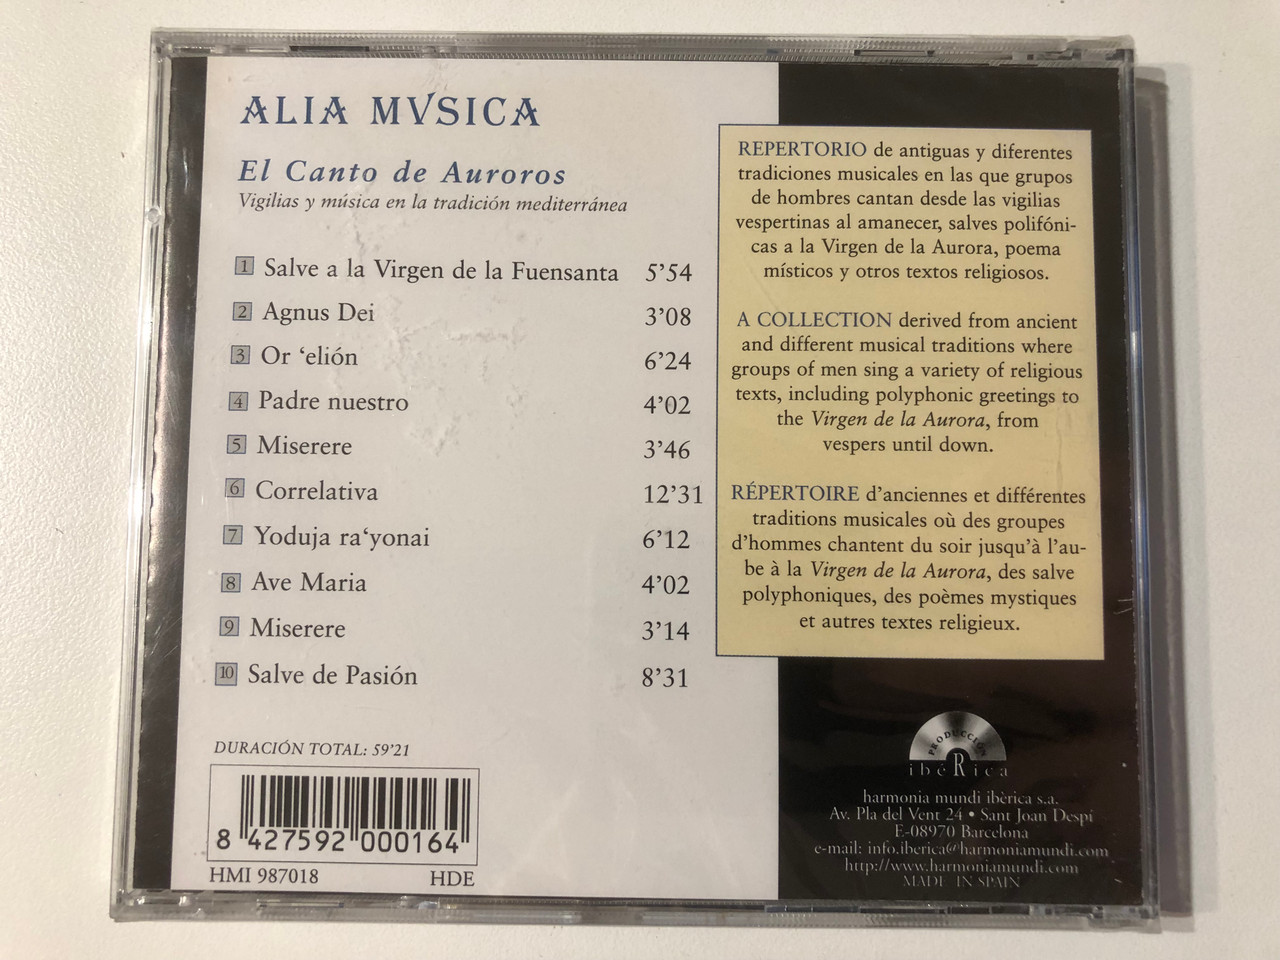 ALIA MVSICA
El Canto de Auroros
Vigilias y música en la tradición mediterránea
1 Salve a la Virgen de la Fuensanta 5’54
2 Agnus Dei 3’08
3 Or ‘elión 6’24
4 Padre nuestro 4’02
5 Miserere 3’46
6 Correlativa 12’31
7 Yoduja ra‘yonai 6’12
8 Ave Maria 4’02
9 Miserere 3’14
10 Salve de Pasión 8’31
DURACIÓN TOTAL: 59’21
8 427592 000164
HMI 987018 HDE
REPERTORIO de antiguas y diferentes
tradiciones musicales en las que grupos
de hombres cantan desde las vigilias
vespertinas al amanecer, salves polifóni-
cas a la Virgen de la Aurora, poema
místicos y otros textos religiosos.
A COLLECTION derived from ancient
and different musical traditions where
groups of men sing a variety of religious
texts, including polyphonic greetings to
the Virgen de la Aurora, from
vespers until down.
RÉPERTOIRE d’anciennes et différentes
traditions musicales où des groupes
d’hommes chantent du soir jusqu’à l’au-
be à la Virgen de la Aurora, des salve
polyphoniques, des poèmes mystiques
et autres textes religieux.
PRODUCCIÓN
ibéRica
harmonia mundi ibèrica s.a.
Av. Pla del Vent 24 • Sant Joan Despí
E-08970 Barcelona
e-mail: info.iberica@harmoniamundi.com
http://www.harmoniamundi.com
MADE IN SPAIN